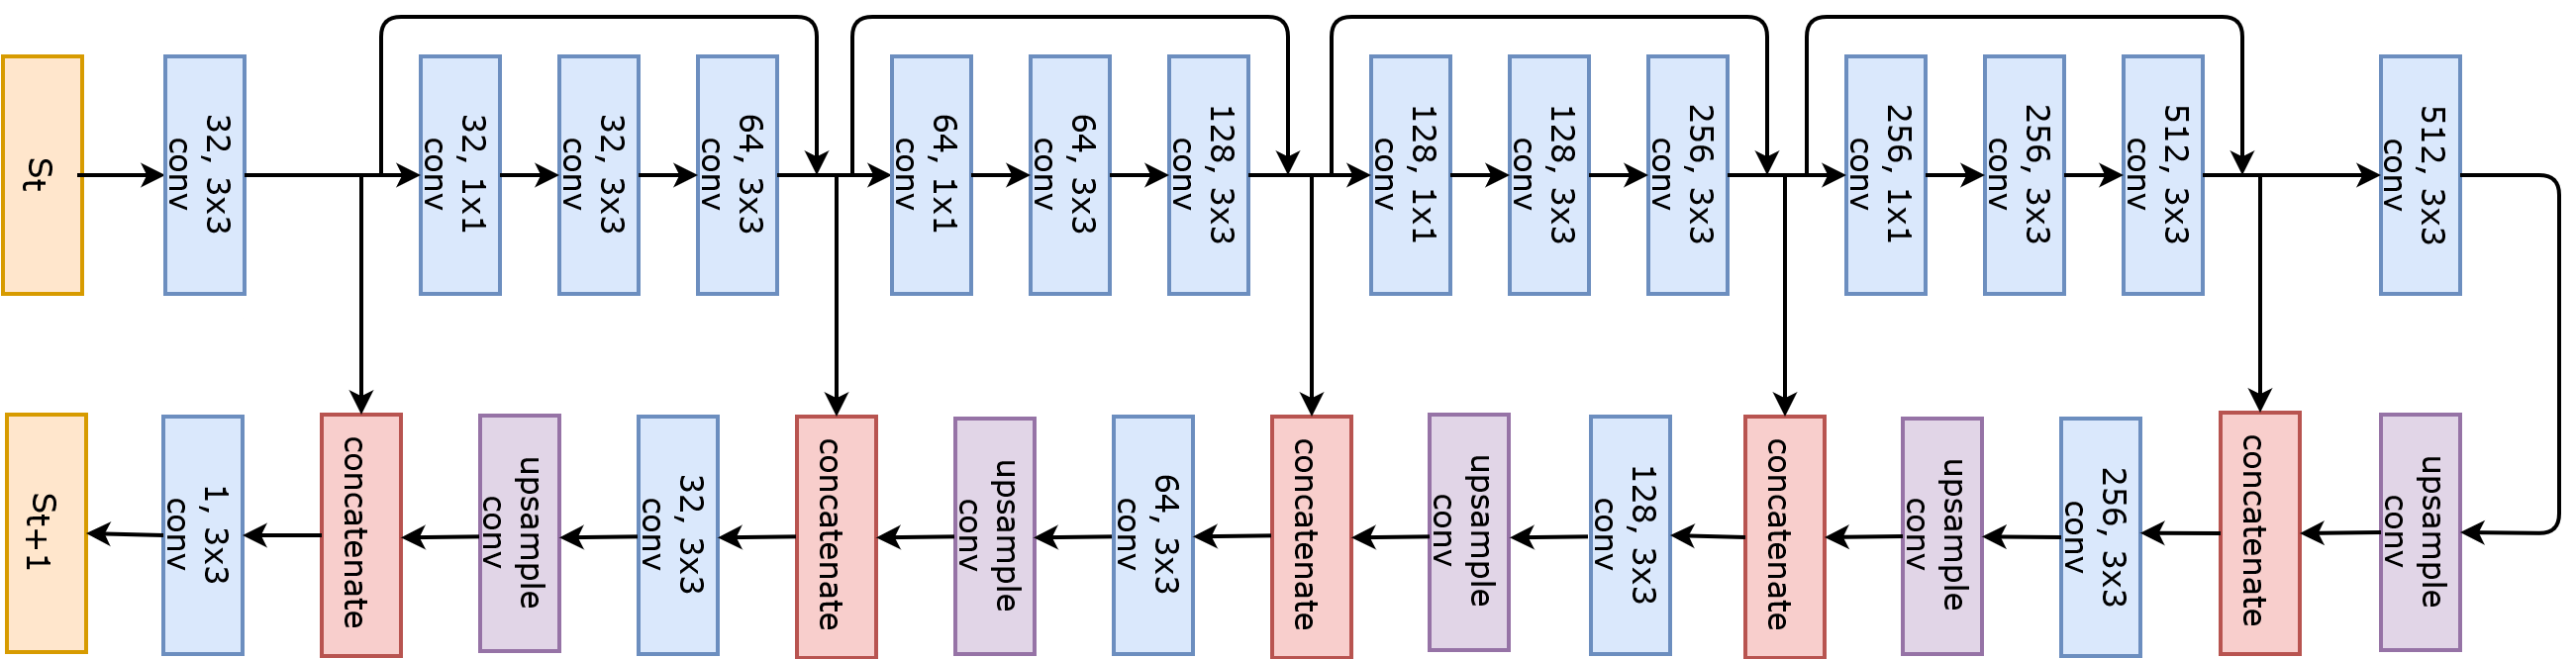 St
32, 3x3
conv
32, 1x1
conv
32, 3x3
conv
64, 3x3
conv
64, 1x1
conv
64, 3x3
conv
128, 3x3
conv
128, 1x1
conv
128, 3x3
conv
256, 3x3
conv
256, 1x1
conv
256, 3x3
conv
512, 3x3
conv
512, 3x3
conv
St+1
1, 3x3
conv
concatenate
upsample
conv
32, 3x3
conv
concatenate
upsample
conv
64, 3x3
conv
concatenate
upsample
conv
128, 3x3
conv
concatenate
upsample
conv
256, 3x3
conv
concatenate
upsample
conv